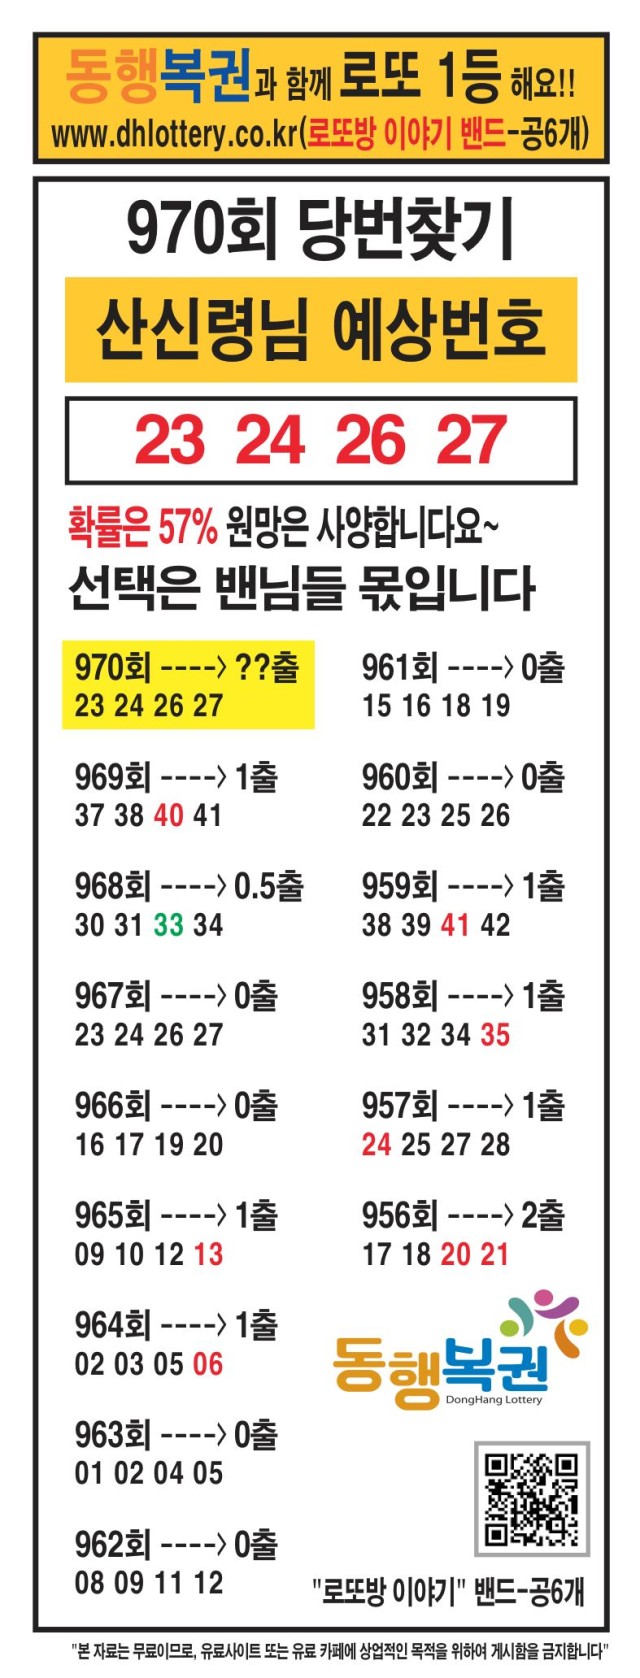 동행복권과 함께 로또 1등 해요!!
www.dhlottery.co.kr(로또방 이야기 밴드-공6개)
970회 당번찾기
산신령님 예상번호
23 24 26 27
확률은 57% 원망은 사양합니다요~
선택은 밴님들 몫입니다
970회 ----> ??출
23 24 26 27
969회 ----> 1출
37 38 40 41
968회 ----> 0.5출
30 31 33 34
967회 ----> 0출
23 24 26 27
966회 ----> 0출
16 17 19 20
965회 ----> 1출
09 10 12 13
964회 ----> 1출
02 03 05 06
963회 ----> 0출
01 02 04 05
962회 ----> 0출
08 09 11 12
961회 ----> 0출
15 16 18 19
960회 ----> 0출
22 23 25 26
959회 ----> 1출
38 39 41 42
958회 ----> 1출
31 32 34 35
957회 ----> 1출
24 25 27 28
956회 ----> 2출
17 18 20 21
동행복권
DongHang Lottery
"로또방 이야기" 밴드-공6개
"본 자료는 무료이므로, 유료사이트 또는 유료 카페에 상업적인 목적을 위하여 게시함을 금지합니다"